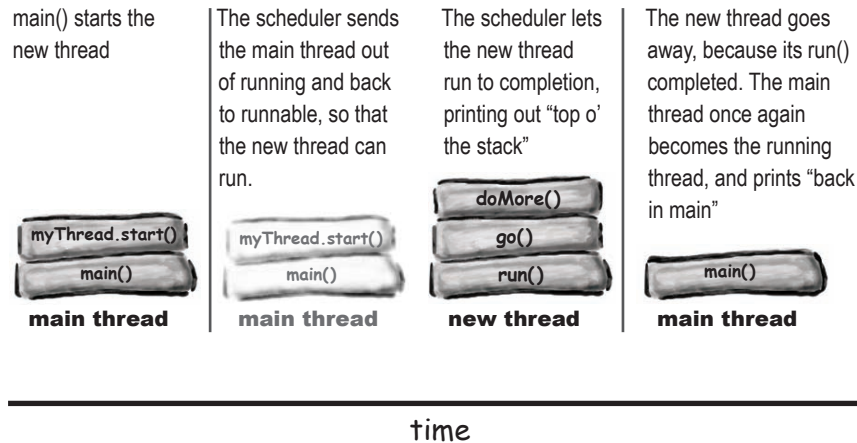 main() starts the
new thread
myThread.start()
main()
main thread
The scheduler sends
the main thread out
of running and back
to runnable, so that
the new thread can
run.
myThread.start()
main()
main thread
The scheduler lets
the new thread
run to completion,
printing out “top o’
the stack”
doMore()
go()
run()
new thread
The new thread goes
away, because its run()
completed. The main
thread once again
becomes the running
thread, and prints “back
in main”
main()
main thread
time